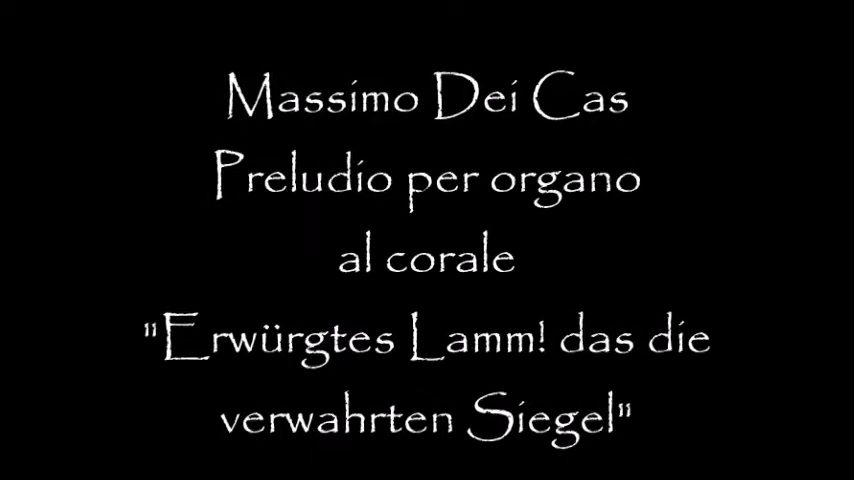 Massimo Dei Cas
Preludio per organo
al corale
"Erwürgtes Lamm! das die
verwahrten Siegel"